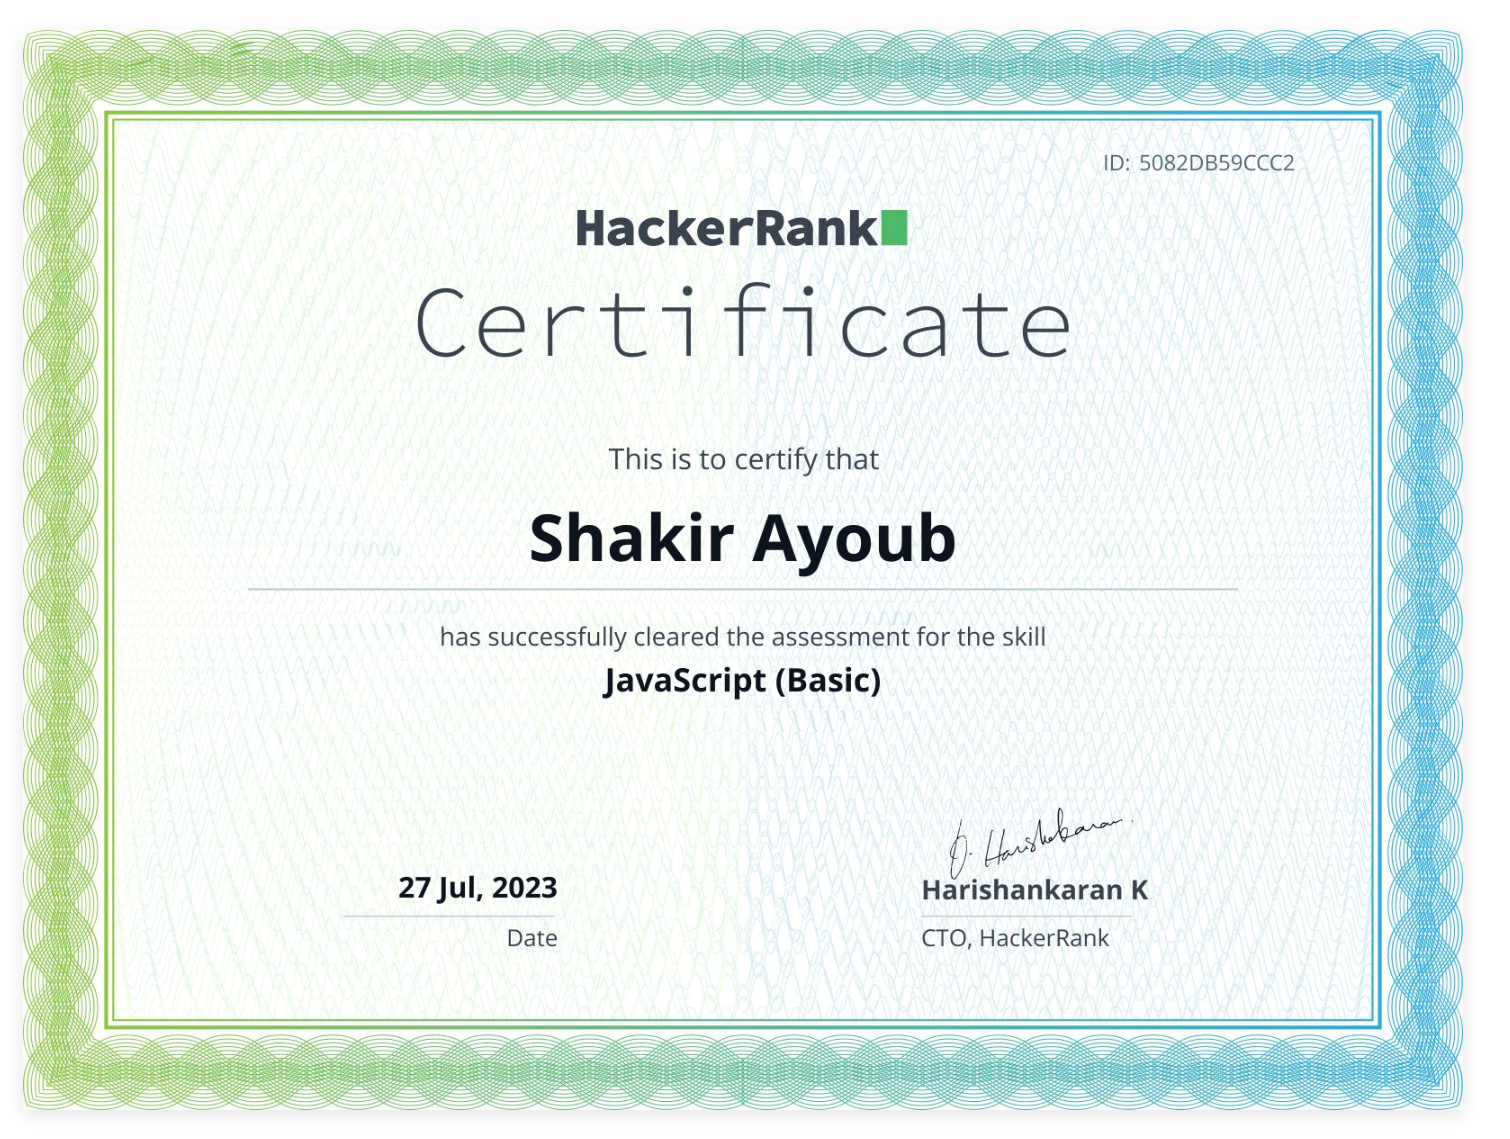 ID: 5082DB59CCC2
HackerRank
Certificate
This is to certify that
Shakir Ayoub
has successfully cleared the assessment for the skill
JavaScript (Basic)
D. Harishankaran
27 Jul, 2023
Harishankaran K
Date
CTO, HackerRank